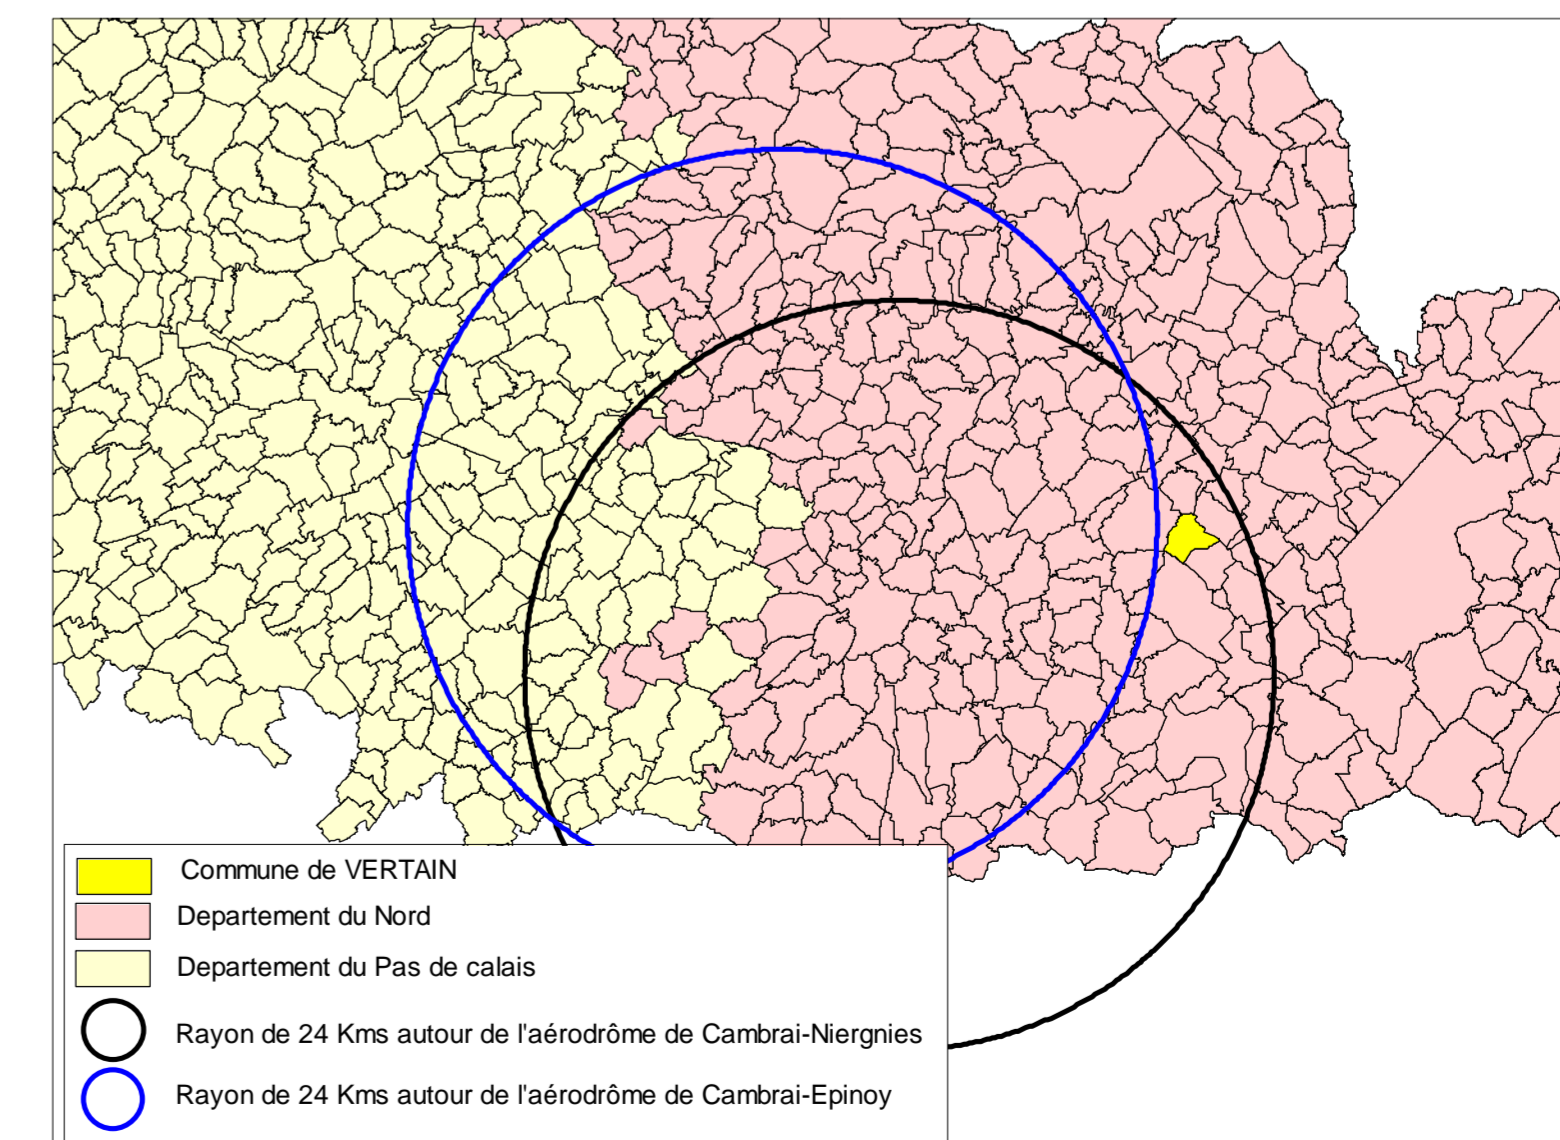 Commune de VERTAIN
Departement du Nord
Departement du Pas de calais
Rayon de 24 Kms autour de l'aérodrôme de Cambrai-Niergnies
Rayon de 24 Kms autour de l'aérodrôme de Cambrai-Epinoy